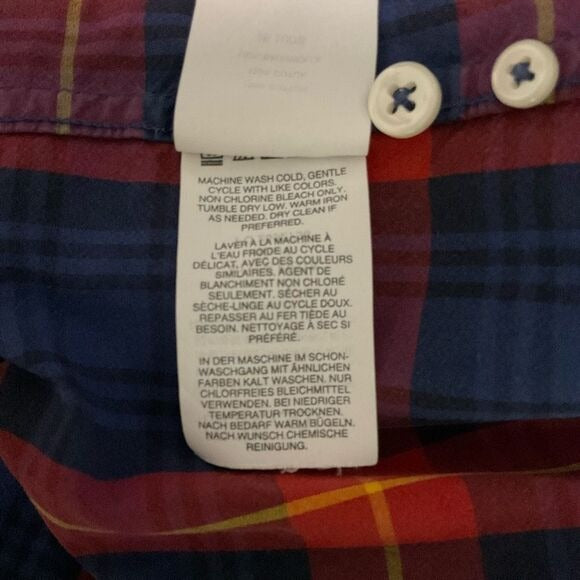 MACHINE WASH COLD, GENTLE
CYCLE WITH LIKE COLORS.
NON CHLORINE BLEACH ONLY.
TUMBLE DRY LOW. WARM IRON
AS NEEDED. DRY CLEAN IF
PREFERRED.
LAVER À LA MACHINE À
L'EAU FROIDE AU CYCLE
DÉLICAT, AVEC DES COULEURS
SIMILAIRES. AGENT DE
BLANCHIMENT NON CHLORÉ
SEULEMENT. SÉCHER AU
SÈCHE-LINGE AU CYCLE DOUX.
REPASSER AU FER TIÈDE AU
BESOIN. NETTOYAGE À SEC SI
PRÉFÉRÉ.
IN DER MASCHINE IM SCHON-
WASCHGANG MIT ÄHNLICHEN
FARBEN KALT WASCHEN. NUR
CHLORFREIES BLEICHMITTEL
VERWENDEN. BEI NIEDRIGER
TEMPERATUR TROCKNEN.
NACH BEDARF WARM BÜGELN.
NACH WUNSCH CHEMISCHE
REINIGUNG.